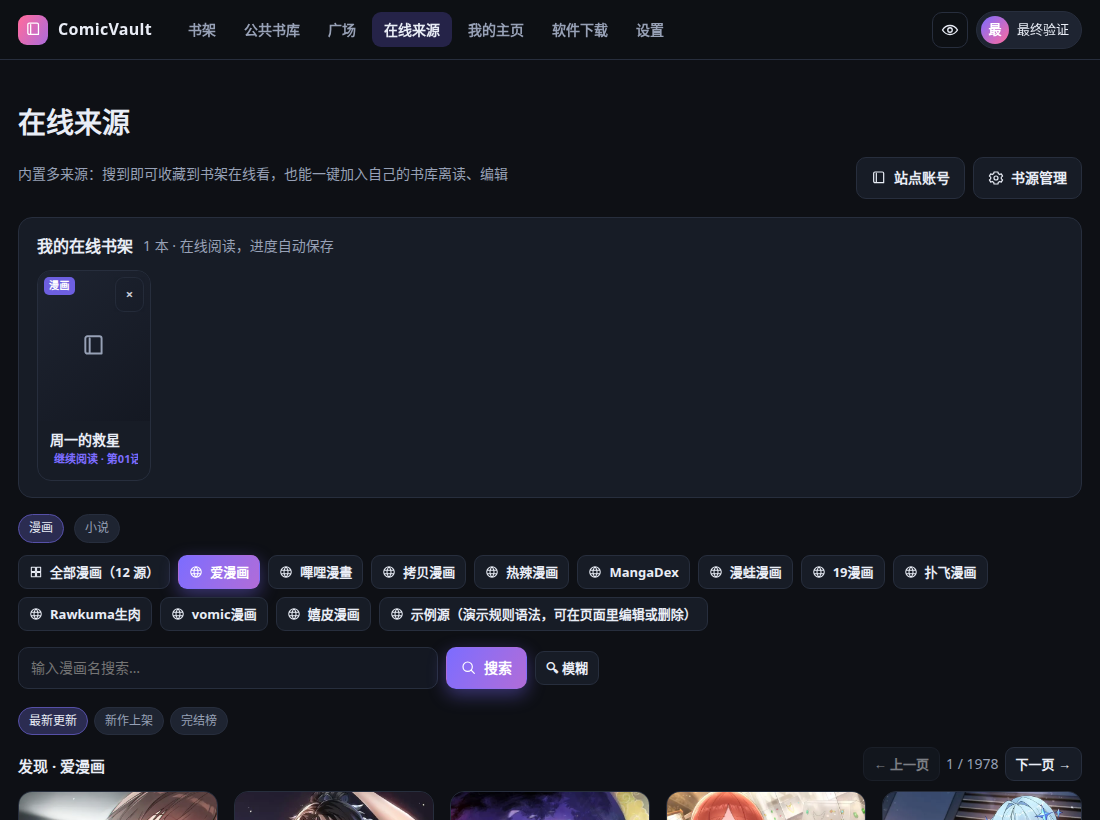 ComicVault 书架 公共书库 广场 在线来源 我的主页 软件下载 设置 最 最终验证
在线来源
内置多来源：搜到即可收藏到书架在线看，也能一键加入自己的书库离读、编辑
站点账号 书源管理
我的在线书架 1 本 · 在线阅读，进度自动保存
漫画 ×
周一的救星
继续阅读 · 第01话
漫画 小说
全部漫画（12 源） 爱漫画 嗶哩漫畫 拷贝漫画 热辣漫画 MangaDex 漫蛙漫画 19漫画 扑飞漫画
Rawkuma生肉 vomic漫画 嬉皮漫画 示例源（演示规则语法，可在页面里编辑或删除）
输入漫画名搜索... 搜索 模糊
最新更新 新作上架 完结榜
发现 · 爱漫画 ← 上一页 1 / 1978 下一页 →